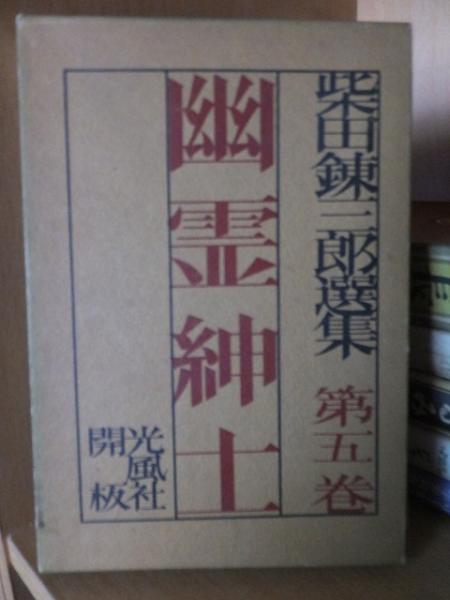 柴田錬三郎選集 第五巻
幽霊紳士
光風社
開板